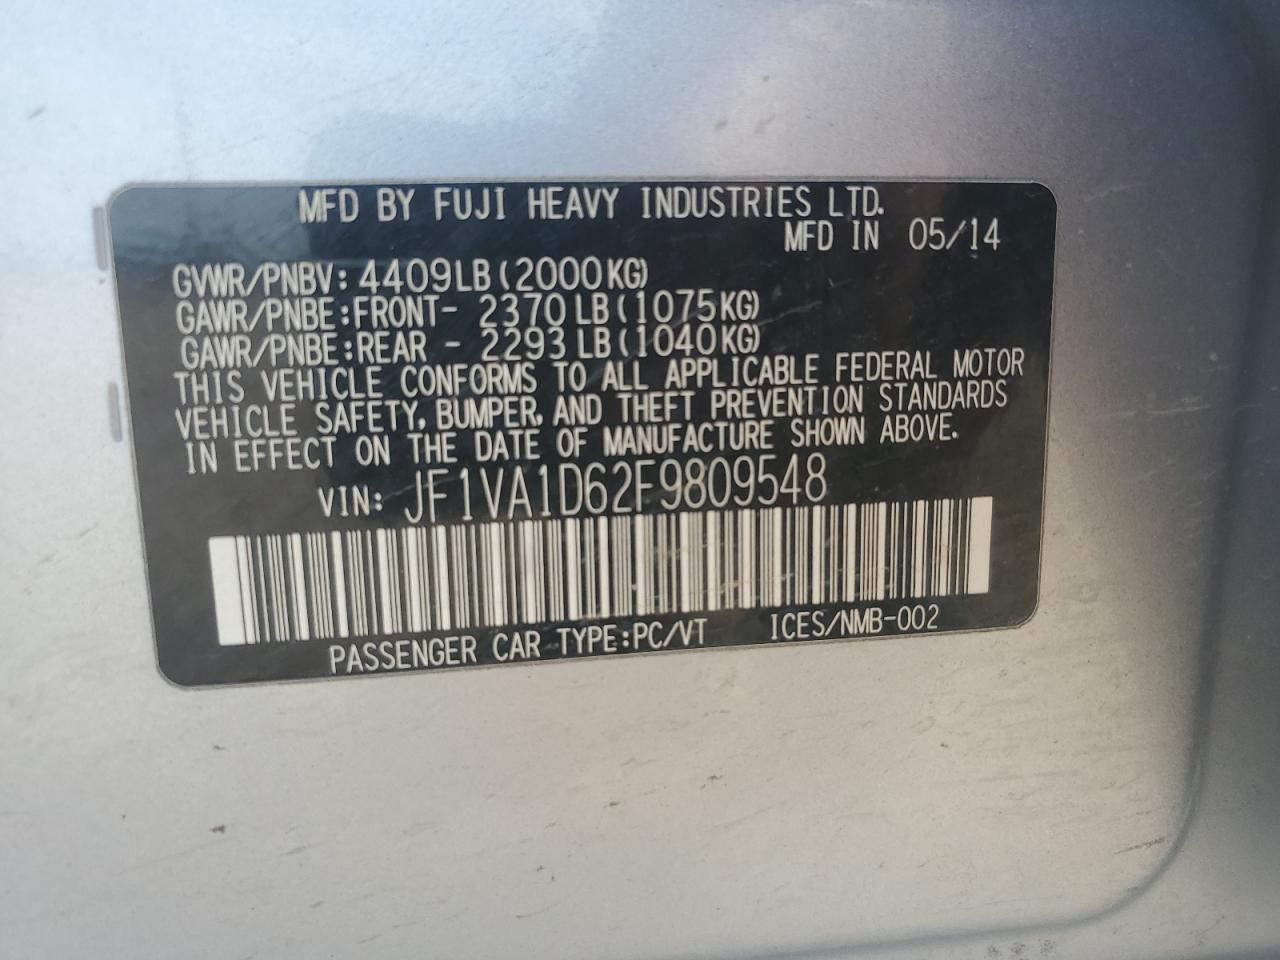 MFD BY FUJI HEAVY INDUSTRIES LTD.
MFD IN 05/14
GVWR/PNBV: 4409LB(2000KG)
GAWR/PNBE:FRONT- 2370LB(1075KG)
GAWR/PNBE:REAR - 2293LB(1040KG)
THIS VEHICLE CONFORMS TO ALL APPLICABLE FEDERAL MOTOR
VEHICLE SAFETY, BUMPER, AND THEFT PREVENTION STANDARDS
IN EFFECT ON THE DATE OF MANUFACTURE SHOWN ABOVE.
VIN: JF1VA1D62F9809548
PASSENGER CAR TYPE:PC/VT ICES/NMB-002